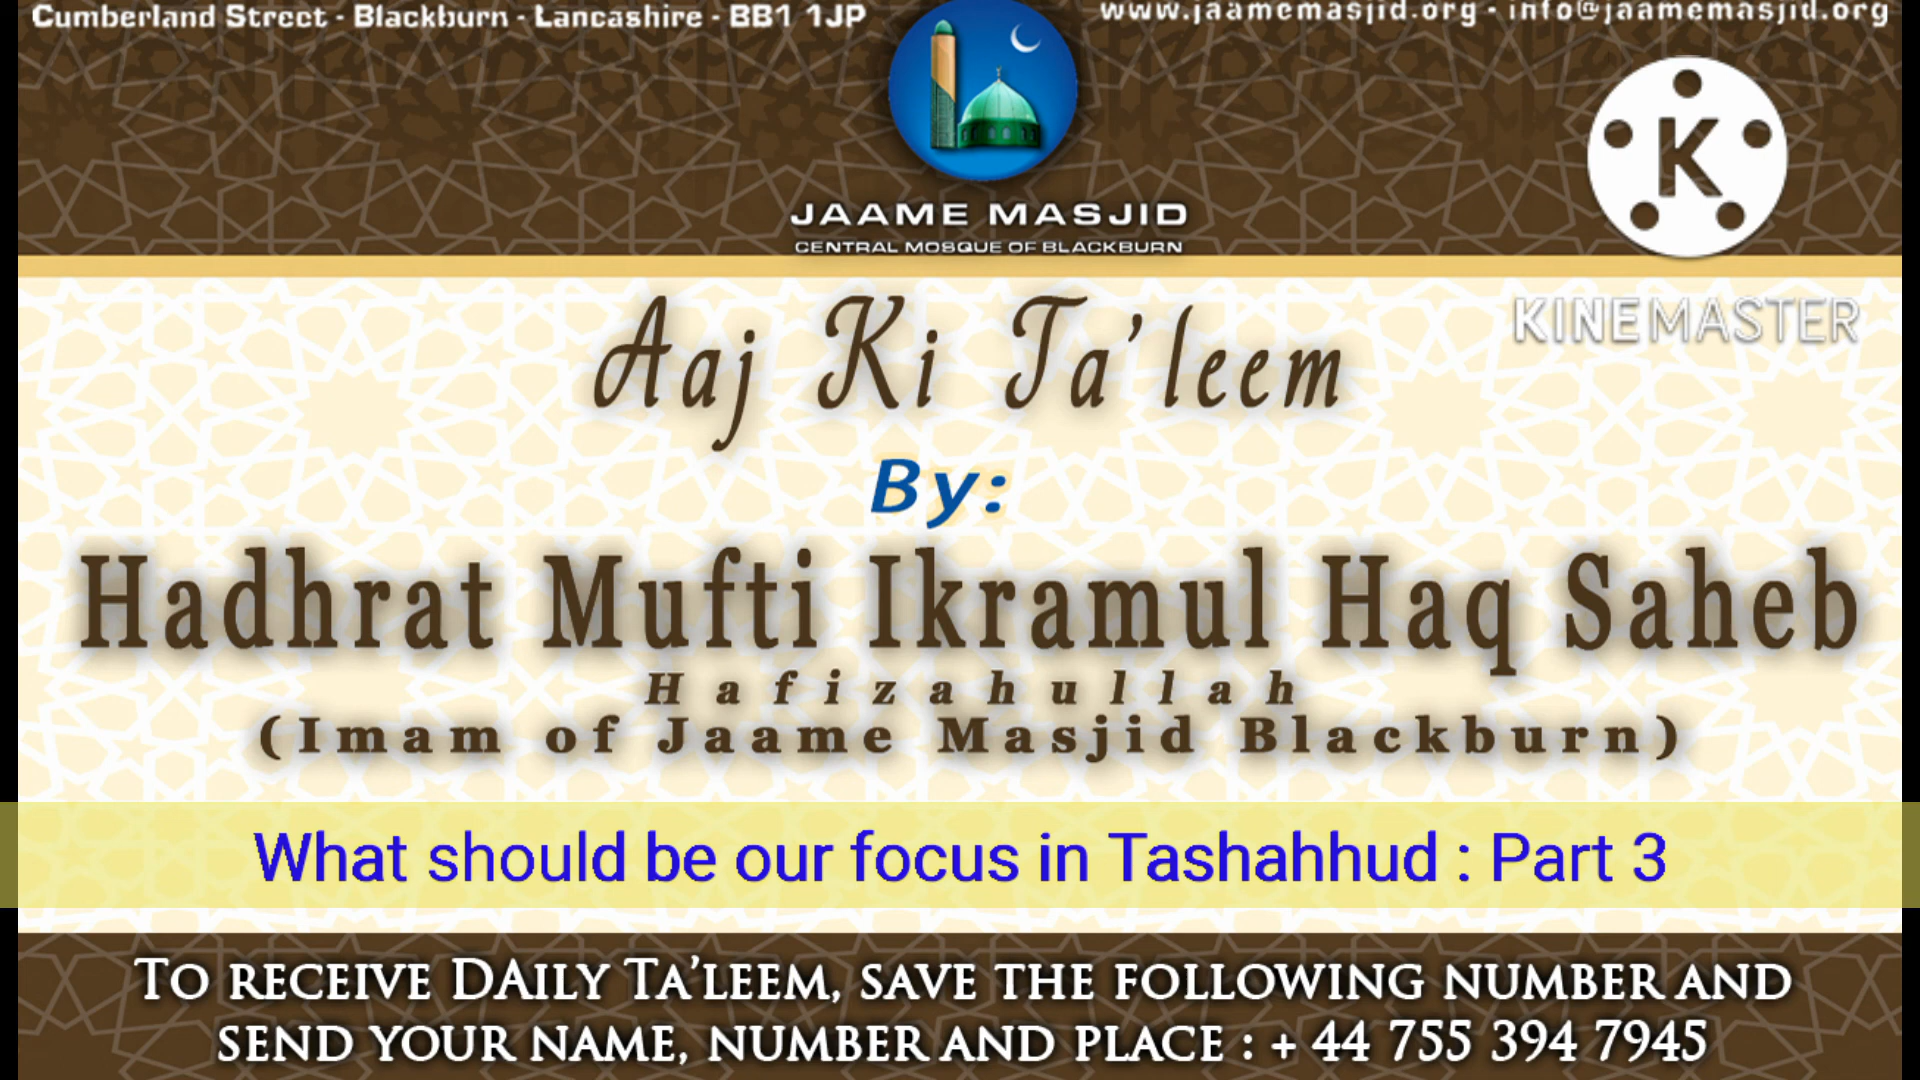 Cumberland Street - Blackburn - Lancashire - BB1 1JP
www.jaamemasjid.org - info@jaamemasjid.org
JAAME MASJID
CENTRAL MOSQUE OF BLACKBURN
K
KINEMASTER
Aaj Ki Ta'leem
By:
Hadhrat Mufti Ikramul Haq Saheb
Hafizahullah
(Imam of Jaame Masjid Blackburn)
What should be our focus in Tashahhud : Part 3
TO RECEIVE DAILY TA'LEEM, SAVE THE FOLLOWING NUMBER AND
SEND YOUR NAME, NUMBER AND PLACE : + 44 755 394 7945